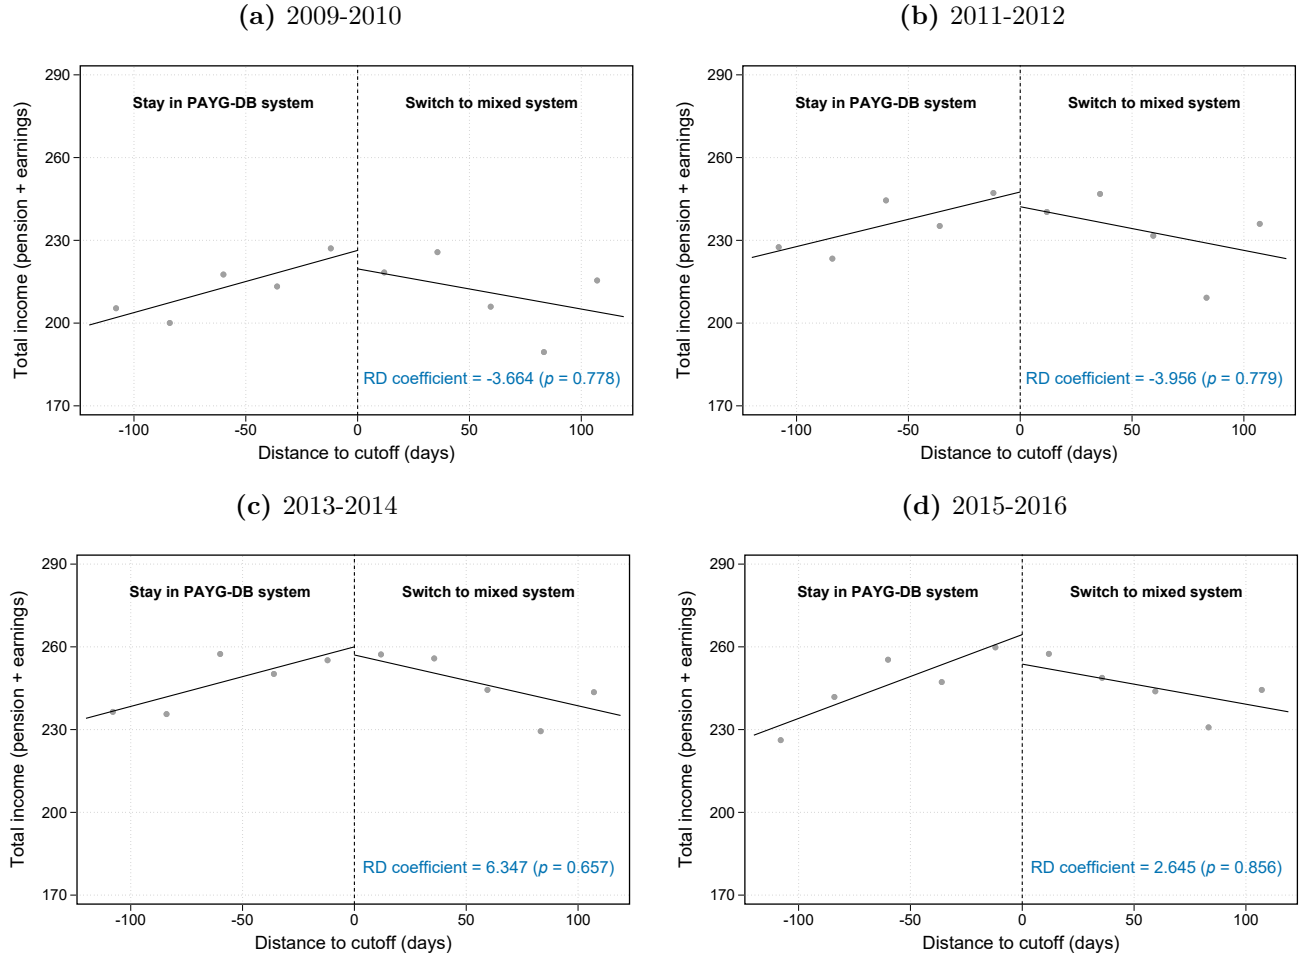 (a) 2009-2010
Total income (pension + earnings)
290
260
230
200
170
Stay in PAYG-DB system
Switch to mixed system
RD coefficient = -3.664 (p = 0.778)
-100 -50 0 50 100
Distance to cutoff (days)
(b) 2011-2012
Total income (pension + earnings)
290
260
230
200
170
Stay in PAYG-DB system
Switch to mixed system
RD coefficient = -3.956 (p = 0.779)
-100 -50 0 50 100
Distance to cutoff (days)
(c) 2013-2014
Total income (pension + earnings)
290
260
230
200
170
Stay in PAYG-DB system
Switch to mixed system
RD coefficient = 6.347 (p = 0.657)
-100 -50 0 50 100
Distance to cutoff (days)
(d) 2015-2016
Total income (pension + earnings)
290
260
230
200
170
Stay in PAYG-DB system
Switch to mixed system
RD coefficient = 2.645 (p = 0.856)
-100 -50 0 50 100
Distance to cutoff (days)